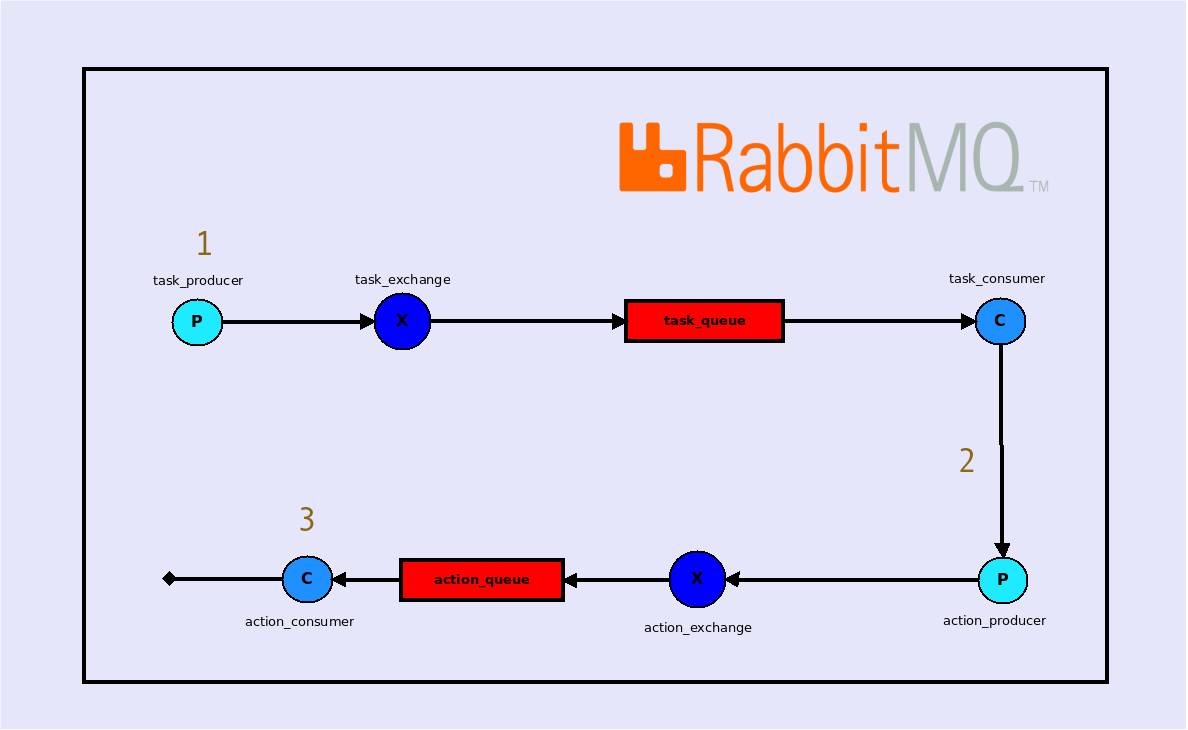 RabbitMQ™
1
task_producer
task_exchange
task_consumer
P
X
task_queue
C
2
3
C
action_queue
X
P
action_consumer
action_exchange
action_producer